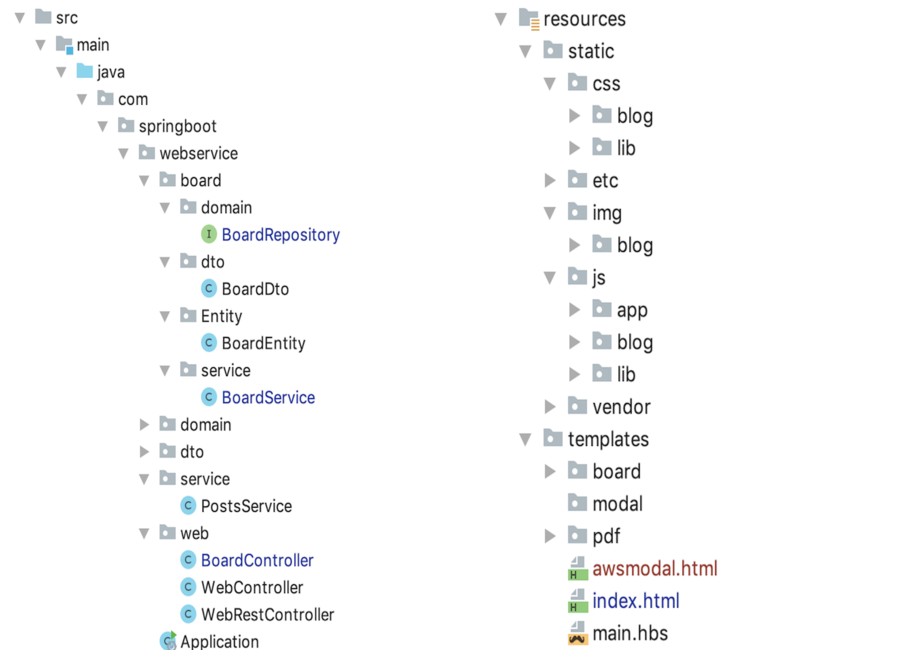 src
main
java
com
springboot
webservice
board
domain
BoardRepository
dto
BoardDto
Entity
BoardEntity
service
BoardService
domain
dto
service
PostsService
web
BoardController
WebController
WebRestController
Application
resources
static
css
blog
lib
etc
img
blog
js
app
blog
lib
vendor
templates
board
modal
pdf
awsmodal.html
index.html
main.hbs